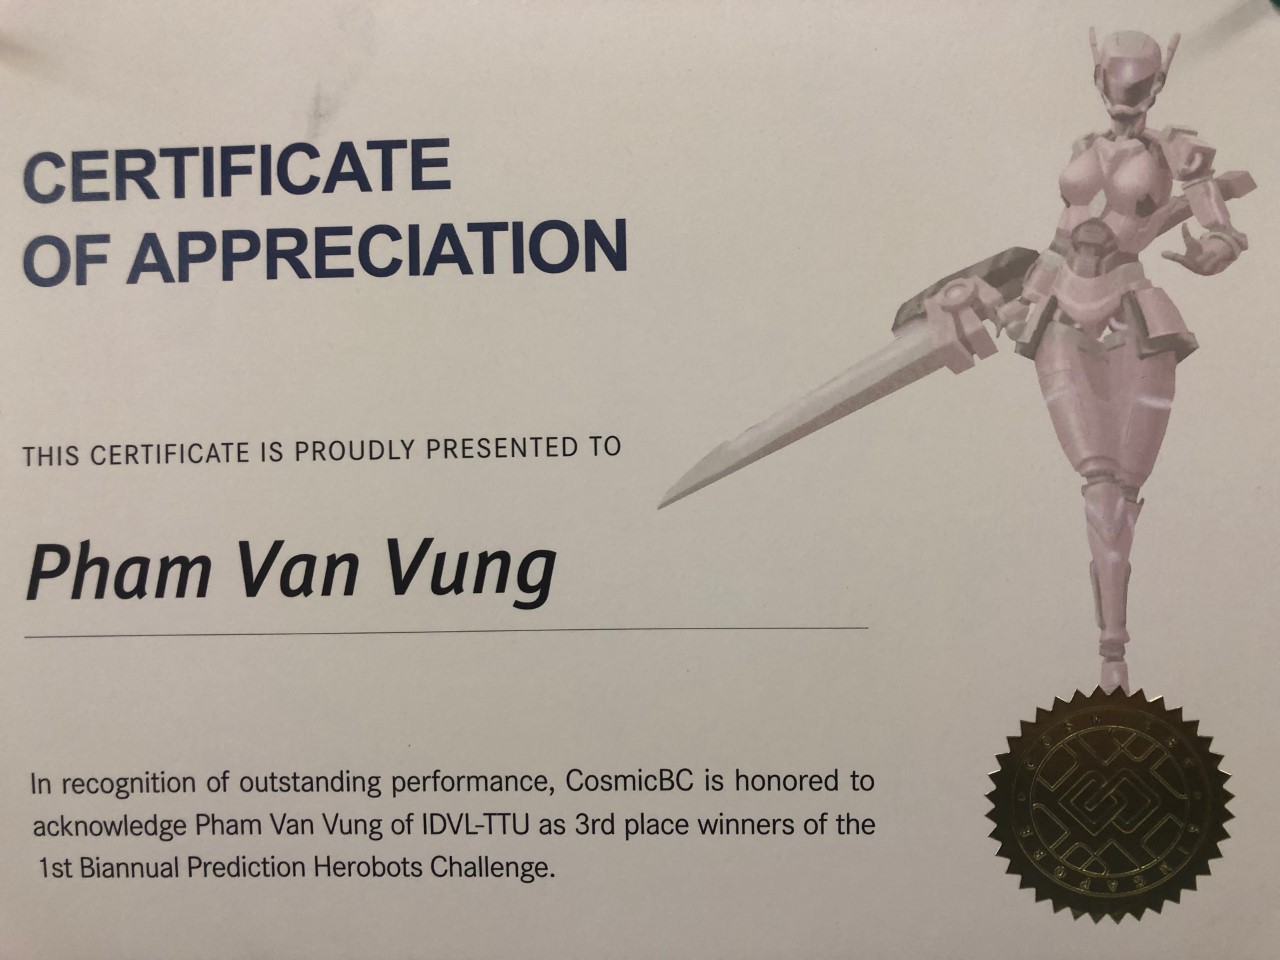 CERTIFICATE
OF APPRECIATION
THIS CERTIFICATE IS PROUDLY PRESENTED TO
Pham Van Vung
In recognition of outstanding performance, CosmicBC is honored to
acknowledge Pham Van Vung of IDVL-TTU as 3rd place winners of the
1st Biannual Prediction Herobots Challenge.
SINGAPORE